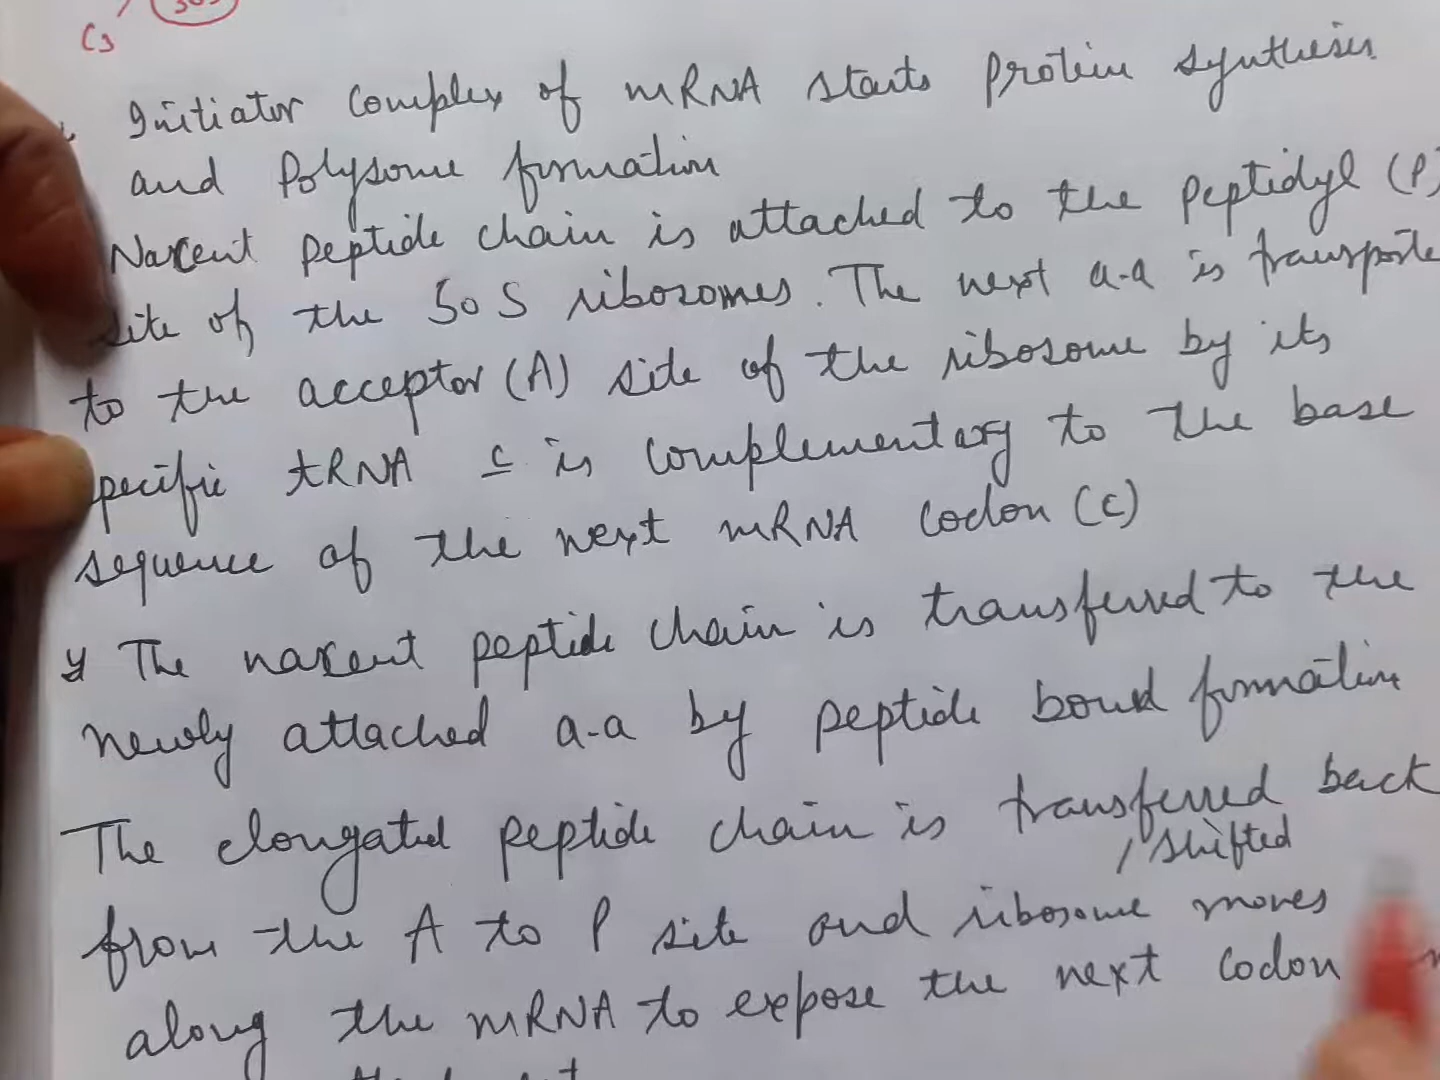 C3
Initiator complex of mRNA starts protein synthesis
and Polysome formation
Nascent peptide chain is attached to the peptidyl (P)
site of the 50S ribosomes. The next a-a is transporte
to the acceptor (A) site of the ribosome by its
pecific tRNA c is complementary to the base
sequence of the next mRNA codon (C)
The nascent peptide chain is transferred to the
newly attached a-a by peptide bond formation
The elongated peptide chain is transferred back
/ shifted
from the A to P site and ribosome moves
along the mRNA to expose the next codon